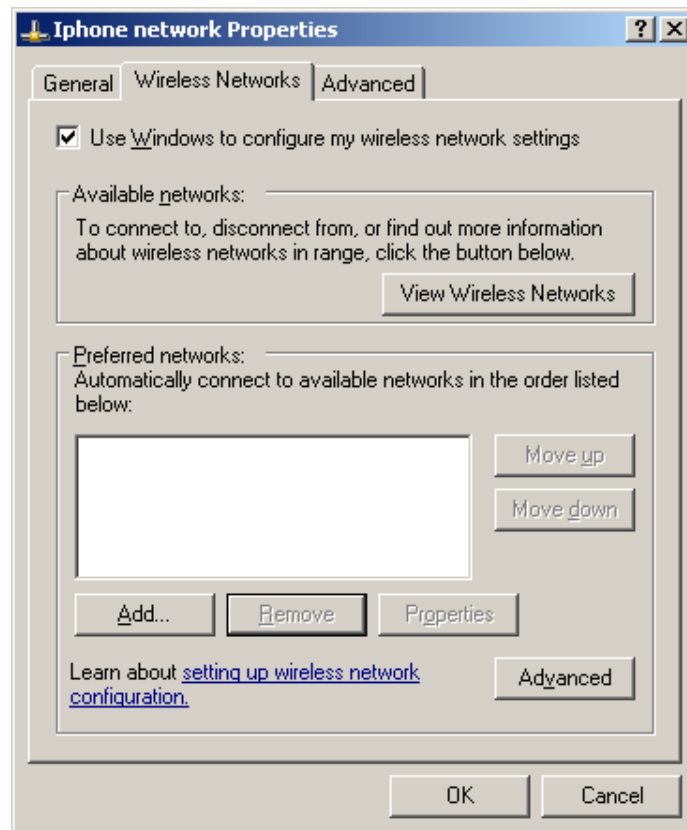 Iphone network Properties
General Wireless Networks Advanced
Use Windows to configure my wireless network settings
Available networks:
To connect to, disconnect from, or find out more information
about wireless networks in range, click the button below.
View Wireless Networks
Preferred networks:
Automatically connect to available networks in the order listed
below:
Move up
Move down
Add... Remove Properties
Learn about setting up wireless network
configuration.
Advanced
OK Cancel